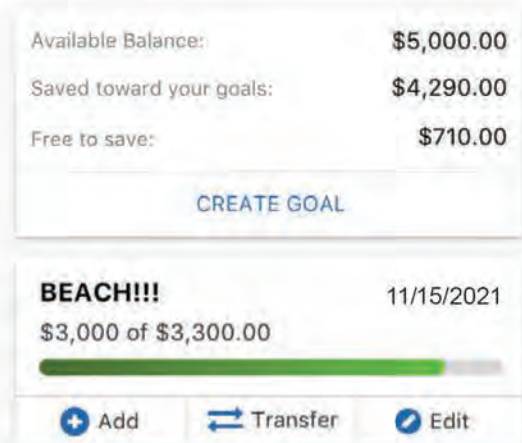 Available Balance: $5,000.00
Saved toward your goals: $4,290.00
Free to save: $710.00
CREATE GOAL
BEACH!!! 11/15/2021
$3,000 of $3,300.00
Add Transfer Edit